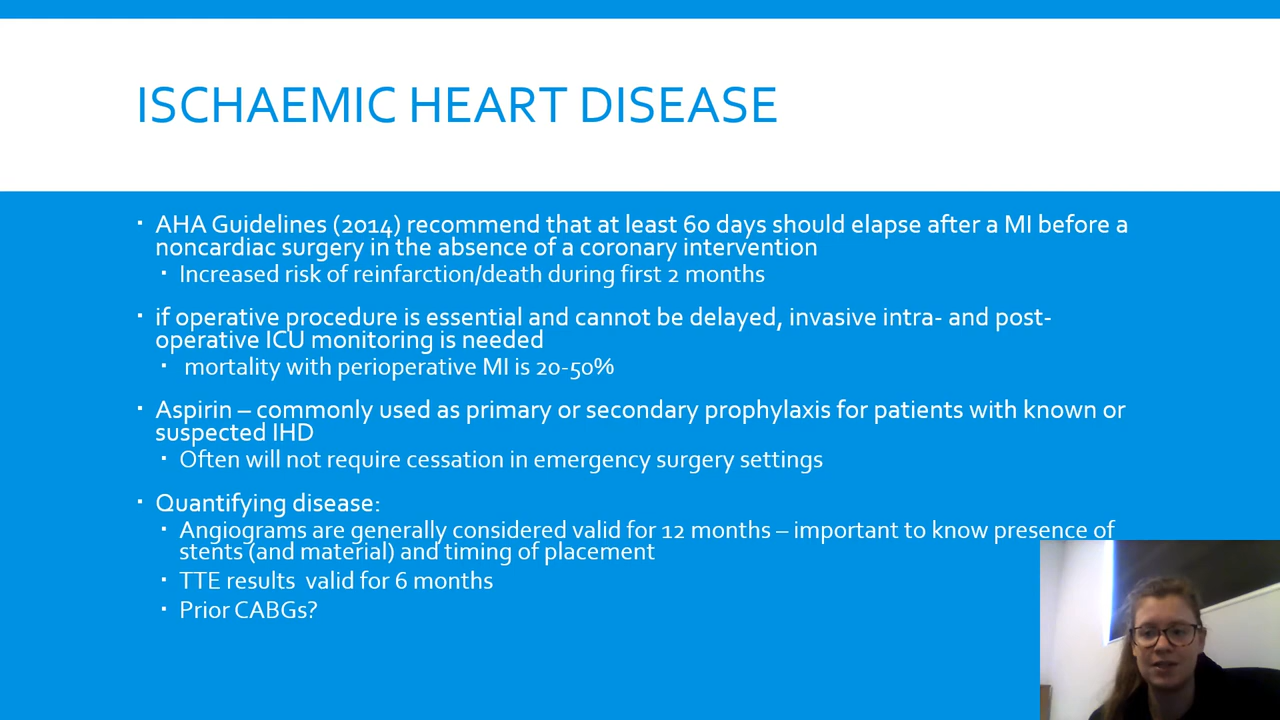 ISCHAEMIC HEART DISEASE
▪ AHA Guidelines (2014) recommend that at least 60 days should elapse after a MI before a
noncardiac surgery in the absence of a coronary intervention
▪ Increased risk of reinfarction/death during first 2 months
▪ if operative procedure is essential and cannot be delayed, invasive intra- and post-
operative ICU monitoring is needed
▪ mortality with perioperative MI is 20-50%
▪ Aspirin – commonly used as primary or secondary prophylaxis for patients with known or
suspected IHD
▪ Often will not require cessation in emergency surgery settings
▪ Quantifying disease:
▪ Angiograms are generally considered valid for 12 months – important to know presence of
stents (and material) and timing of placement
▪ TTE results valid for 6 months
▪ Prior CABGs?